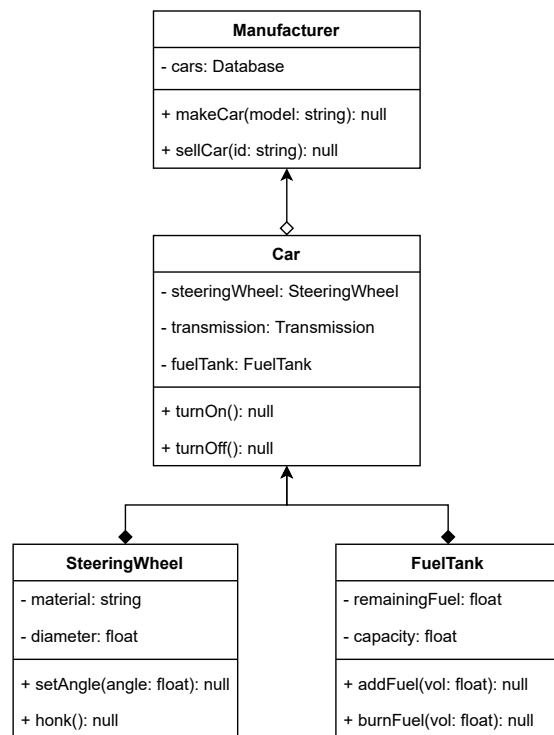 Manufacturer
- cars: Database
+ makeCar(model: string): null
+ sellCar(id: string): null
Car
- steeringWheel: SteeringWheel
- transmission: Transmission
- fuelTank: FuelTank
+ turnOn(): null
+ turnOff(): null
SteeringWheel
- material: string
- diameter: float
+ setAngle(angle: float): null
+ honk(): null
FuelTank
- remainingFuel: float
- capacity: float
+ addFuel(vol: float): null
+ burnFuel(vol: float): null